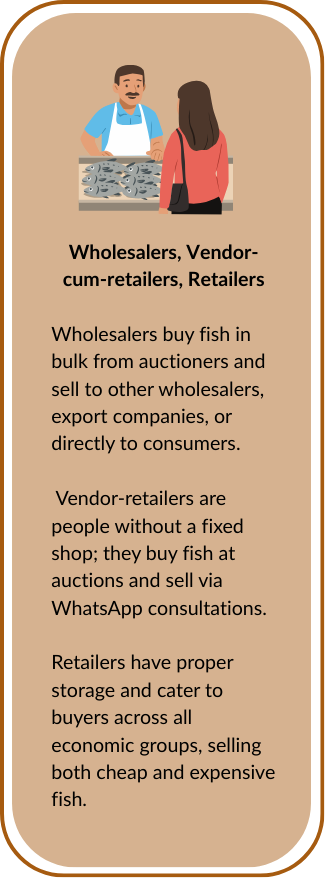 Wholesalers, Vendor-
cum-retailers, Retailers
Wholesalers buy fish in
bulk from auctioners and
sell to other wholesalers,
export companies, or
directly to consumers.
Vendor-retailers are
people without a fixed
shop; they buy fish at
auctions and sell via
WhatsApp consultations.
Retailers have proper
storage and cater to
buyers across all
economic groups, selling
both cheap and expensive
fish.